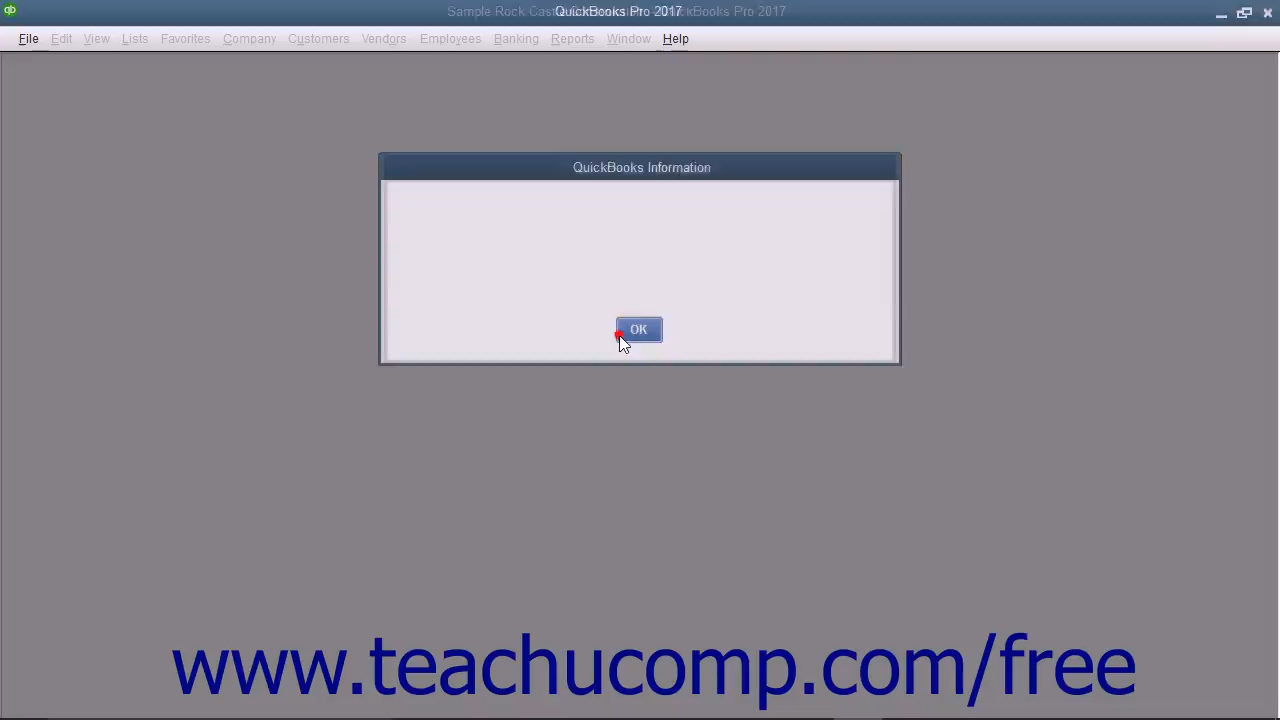 QuickBooks Pro 2017
File Edit View Lists Favorites Company Customers Vendors Employees Banking Reports Window Help
QuickBooks Information
OK
www.teachucomp.com/free